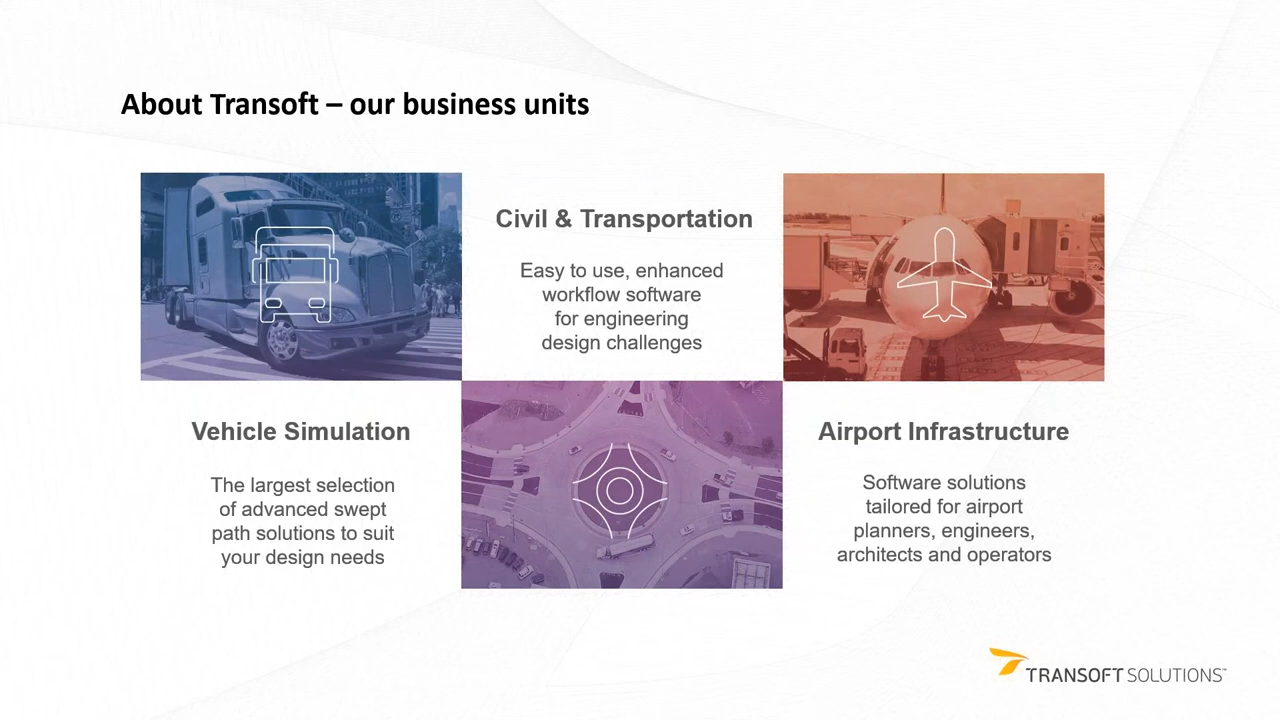 About Transoft – our business units
Civil & Transportation
Easy to use, enhanced
workflow software
for engineering
design challenges
Vehicle Simulation
The largest selection
of advanced swept
path solutions to suit
your design needs
Airport Infrastructure
Software solutions
tailored for airport
planners, engineers,
architects and operators
TRANSOFT SOLUTIONS™